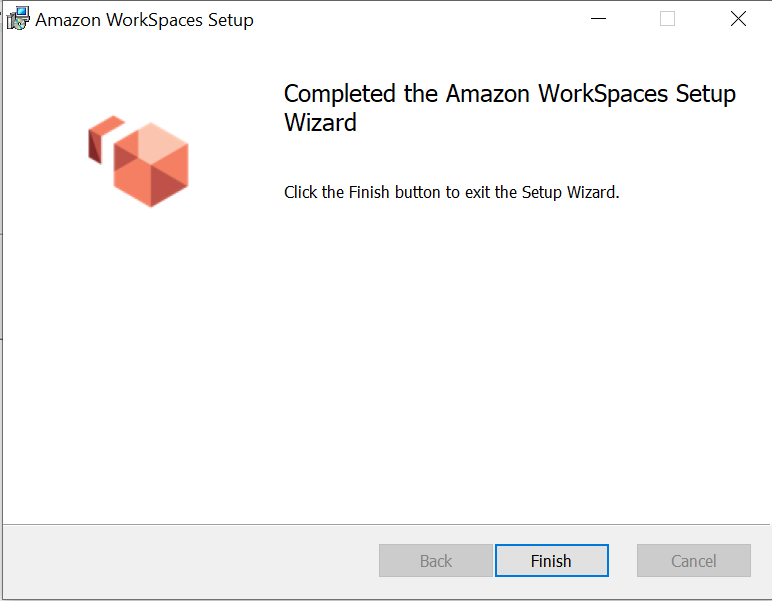 Amazon WorkSpaces Setup
Completed the Amazon WorkSpaces Setup
Wizard
Click the Finish button to exit the Setup Wizard.
Back
Finish
Cancel